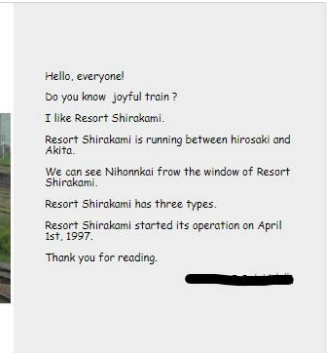 Hello, everyone!
Do you know joyful train ?
I like Resort Shirakami.
Resort Shirakami is running between hirosaki and
Akita.
We can see Nihonnkai frow the window of Resort
Shirakami.
Resort Shirakami has three types.
Resort Shirakami started its operation on April
1st, 1997.
Thank you for reading.